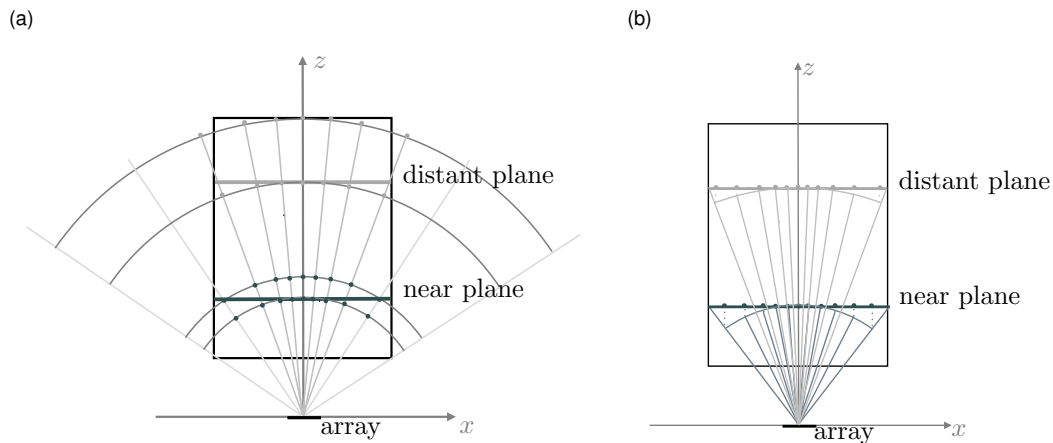 (a)
(b)
z
distant plane
near plane
array
x
z
distant plane
near plane
array
x